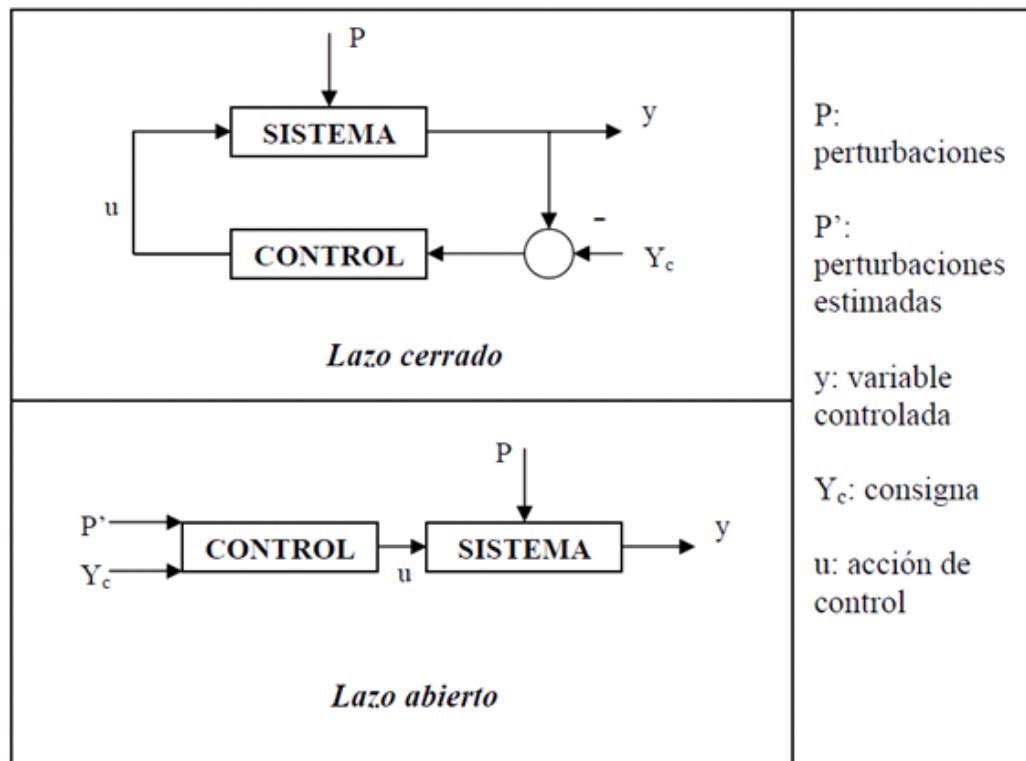 P
SISTEMA
y
u
-
CONTROL
Yc
Lazo cerrado
P
P’
CONTROL
SISTEMA
y
Yc
u
Lazo abierto
P:
perturbaciones
P’:
perturbaciones
estimadas
y: variable
controlada
Yc: consigna
u: acción de
control